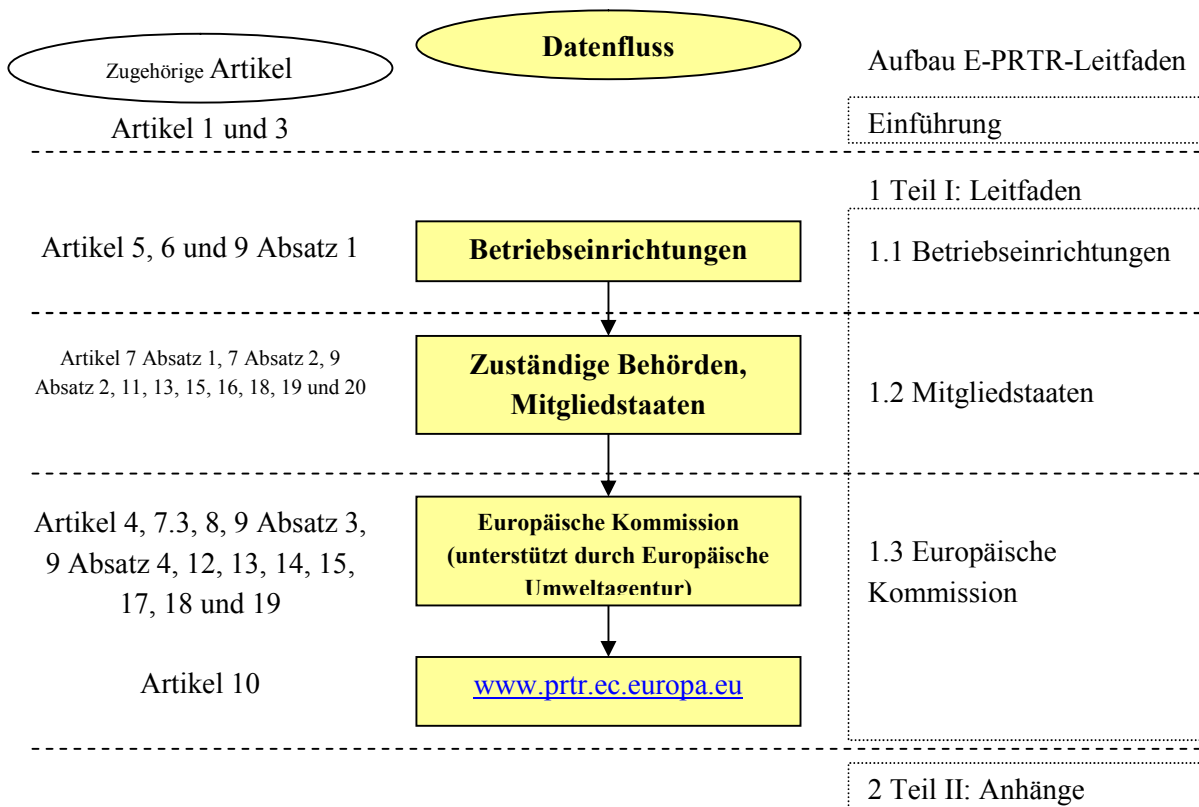 Zugehörige Artikel
Datenfluss
Aufbau E-PRTR-Leitfaden
Artikel 1 und 3
Einführung
1 Teil I: Leitfaden
Artikel 5, 6 und 9 Absatz 1
Betriebseinrichtungen
1.1 Betriebseinrichtungen
Artikel 7 Absatz 1, 7 Absatz 2, 9
Absatz 2, 11, 13, 15, 16, 18, 19 und 20
Zuständige Behörden,
Mitgliedstaaten
1.2 Mitgliedstaaten
Artikel 4, 7.3, 8, 9 Absatz 3,
9 Absatz 4, 12, 13, 14, 15,
17, 18 und 19
Europäische Kommission
(unterstützt durch Europäische
Umweltagentur)
1.3 Europäische
Kommission
Artikel 10
www.prtr.ec.europa.eu
2 Teil II: Anhänge